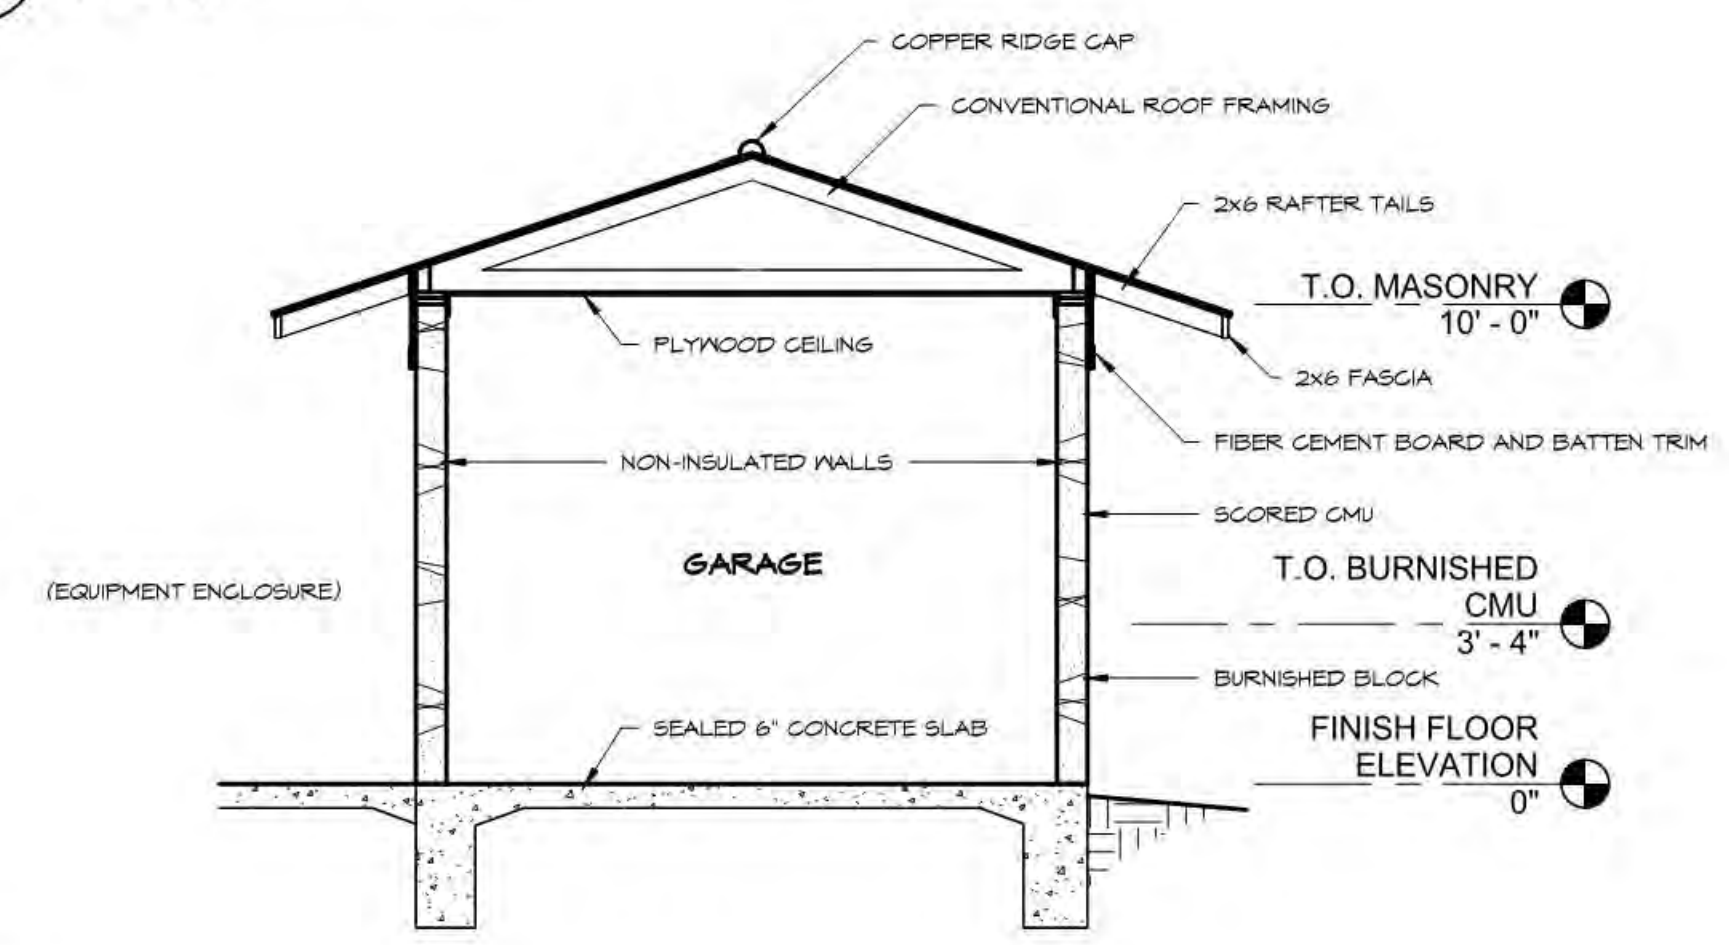 COPPER RIDGE CAP
CONVENTIONAL ROOF FRAMING
2x6 RAFTER TAILS
T.O. MASONRY
10' - 0"
PLYWOOD CEILING
2x6 FASCIA
FIBER CEMENT BOARD AND BATTEN TRIM
NON-INSULATED WALLS
SCORED CMU
GARAGE
T.O. BURNISHED
CMU
3' - 4"
(EQUIPMENT ENCLOSURE)
BURNISHED BLOCK
SEALED 6" CONCRETE SLAB
FINISH FLOOR
ELEVATION
0"